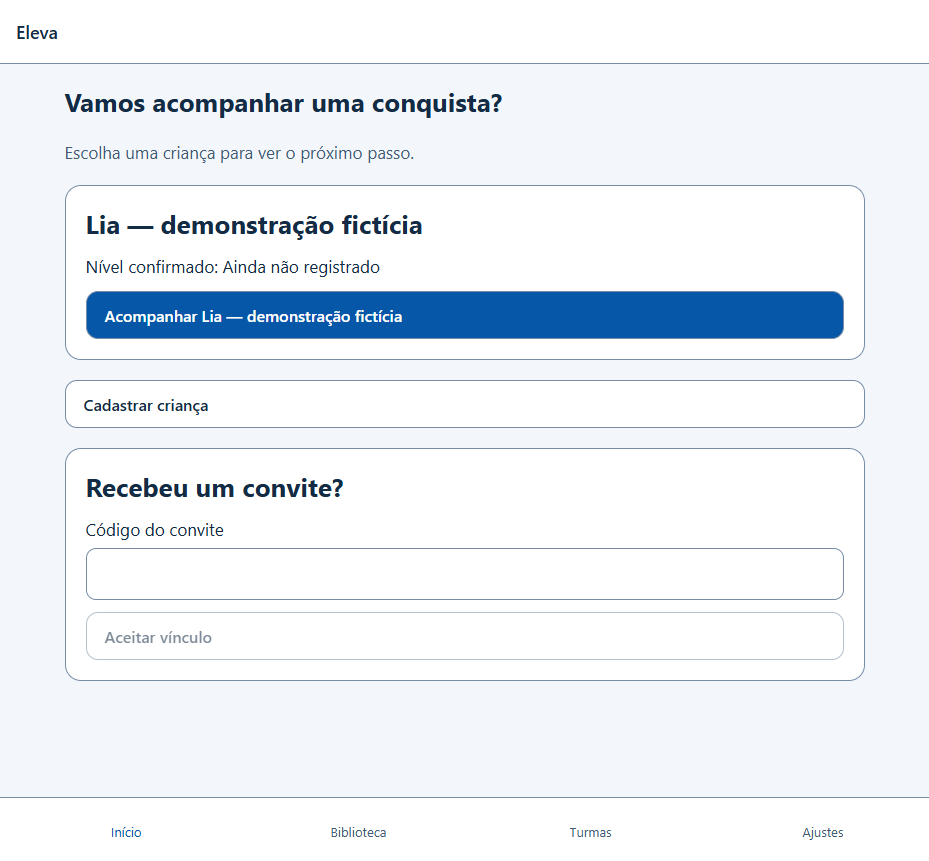 Eleva
Vamos acompanhar uma conquista?
Escolha uma criança para ver o próximo passo.
Lia — demonstração fictícia
Nível confirmado: Ainda não registrado
Acompanhar Lia — demonstração fictícia
Cadastrar criança
Recebeu um convite?
Código do convite
Aceitar vínculo
Início
Biblioteca
Turmas
Ajustes